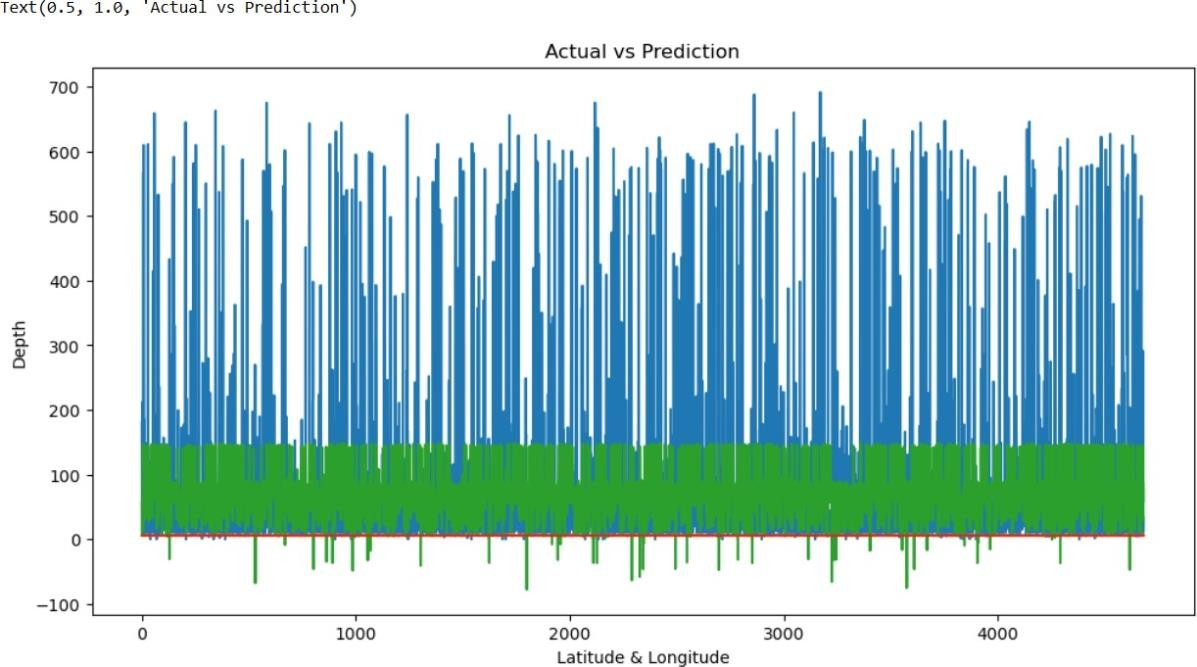 Text(0.5, 1.0, 'Actual vs Prediction')
Actual vs Prediction
700
600
500
400
300
200
100
0
−100
Depth
0 1000 2000 3000 4000
Latitude & Longitude